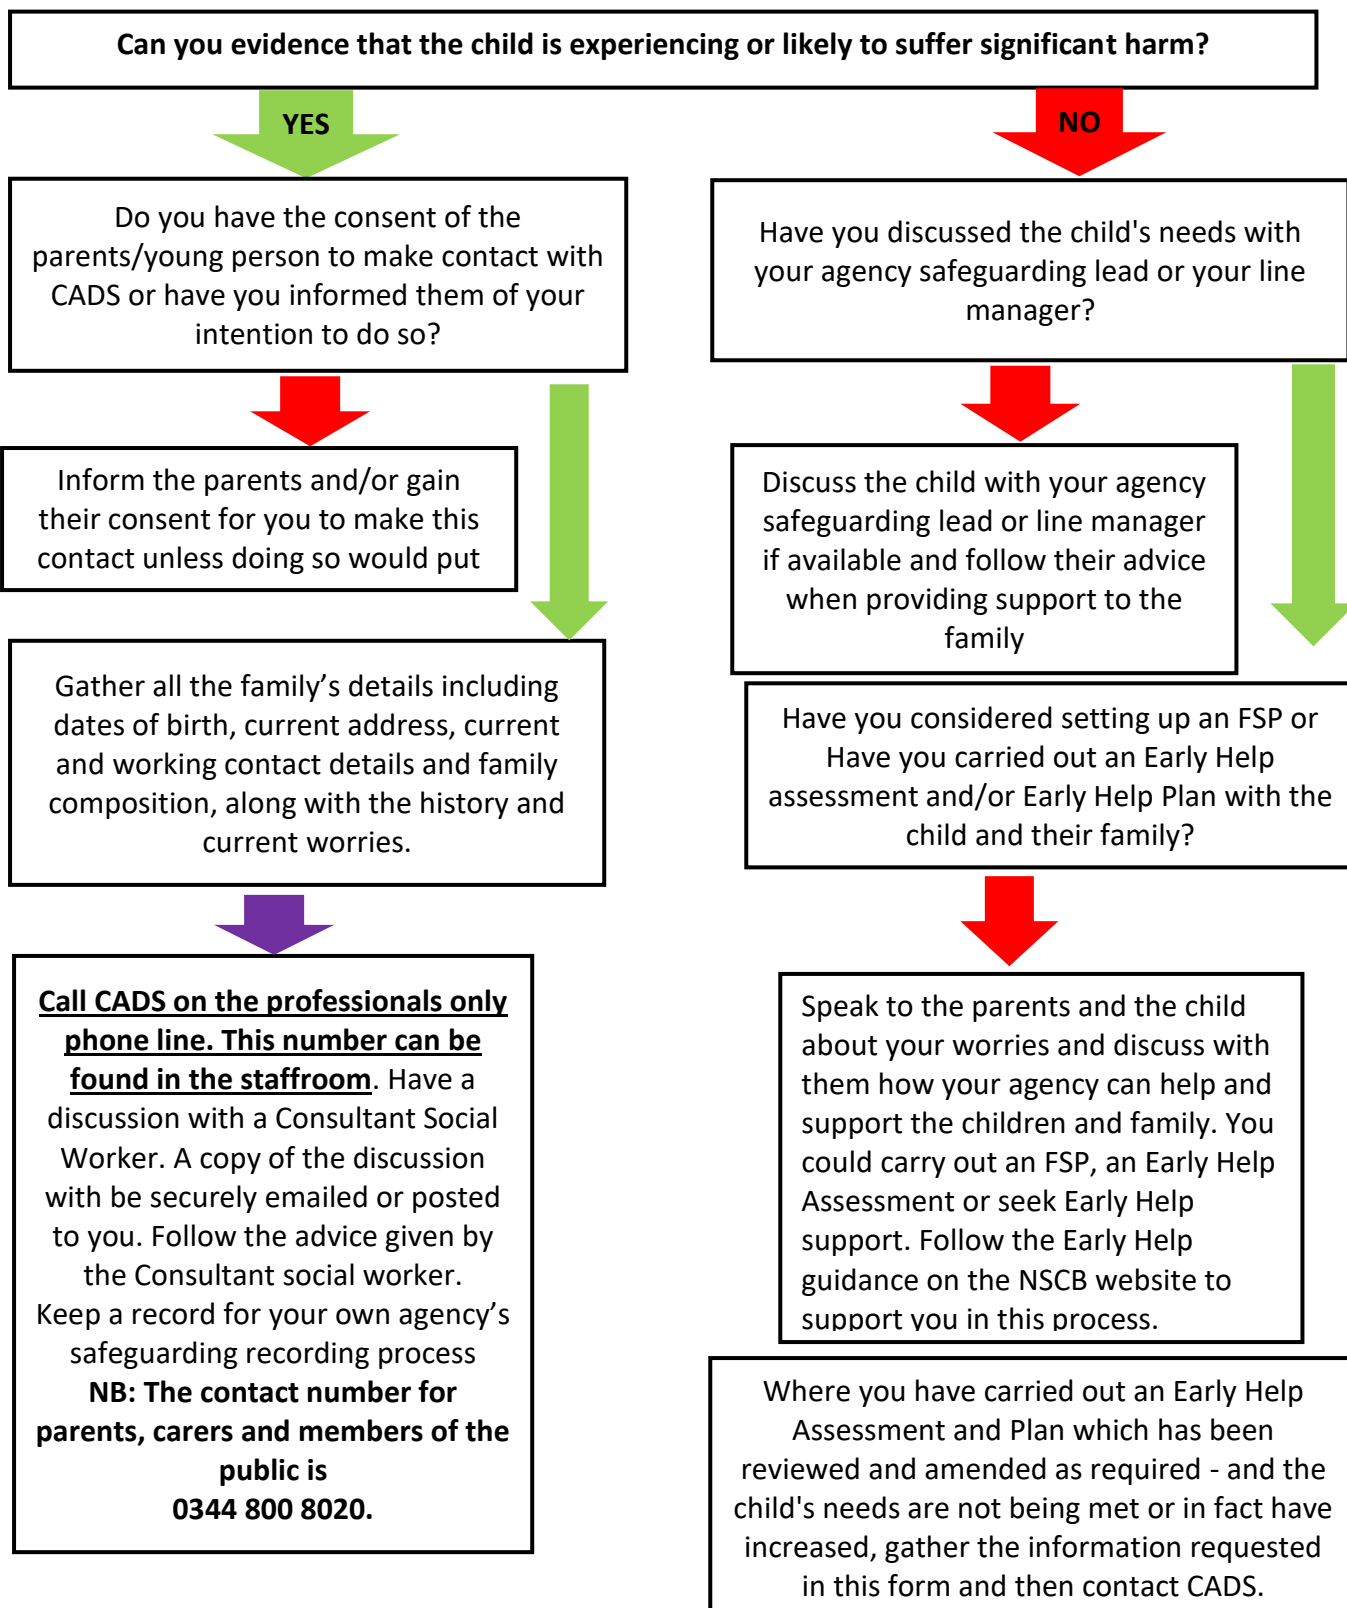 Can you evidence that the child is experiencing or likely to suffer significant harm?
YES
NO
Do you have the consent of the
parents/young person to make contact with
CADS or have you informed them of your
intention to do so?
Inform the parents and/or gain
their consent for you to make this
contact unless doing so would put
Gather all the family’s details including
dates of birth, current address, current
and working contact details and family
composition, along with the history and
current worries.
Call CADS on the professionals only
phone line. This number can be
found in the staffroom. Have a
discussion with a Consultant Social
Worker. A copy of the discussion
with be securely emailed or posted
to you. Follow the advice given by
the Consultant social worker.
Keep a record for your own agency’s
safeguarding recording process
NB: The contact number for
parents, carers and members of the
public is
0344 800 8020.
Have you discussed the child's needs with
your agency safeguarding lead or your line
manager?
Discuss the child with your agency
safeguarding lead or line manager
if available and follow their advice
when providing support to the
family
Have you considered setting up an FSP or
Have you carried out an Early Help
assessment and/or Early Help Plan with the
child and their family?
Speak to the parents and the child
about your worries and discuss with
them how your agency can help and
support the children and family. You
could carry out an FSP, an Early Help
Assessment or seek Early Help
support. Follow the Early Help
guidance on the NSCB website to
support you in this process.
Where you have carried out an Early Help
Assessment and Plan which has been
reviewed and amended as required - and the
child's needs are not being met or in fact have
increased, gather the information requested
in this form and then contact CADS.